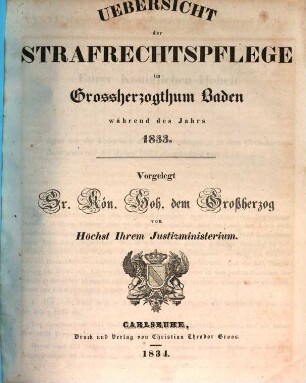 UEBERSICHT
der
STRAFRECHTSPFLEGE
im
Grossherzogthum Baden
während des Jahrs
1833.
Vorgelegt
Sr. Kön. Hoh. dem Großherzog
von
Höchst Ihrem Justizministerium.
CARLSRUHE,
Druck und Verlag von Christian Theodor Groos.
1834.